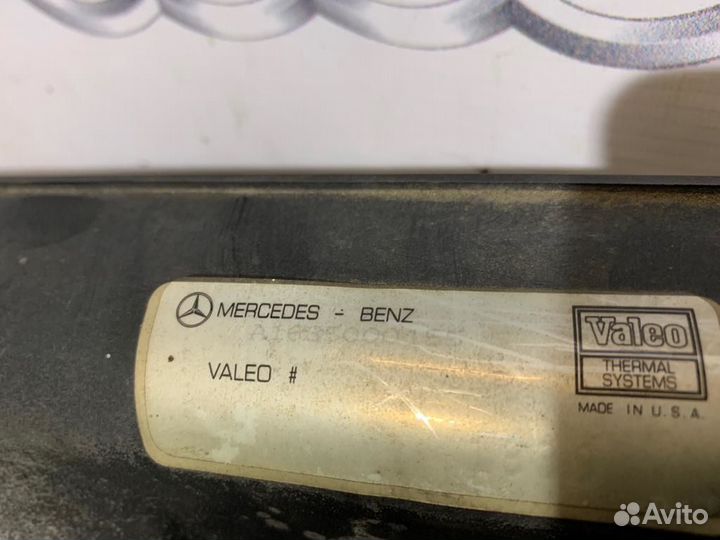 MERCEDES - BENZ
VALEO #
Valeo
THERMAL
SYSTEMS
MADE IN U.S.A.
Avito